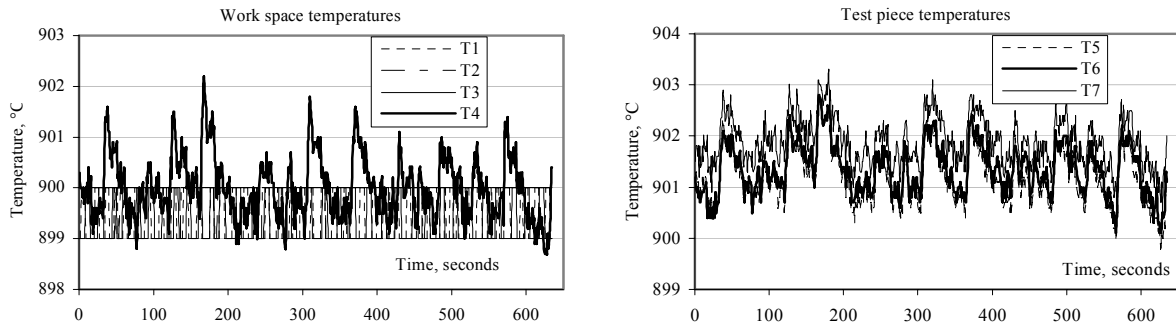 Work space temperatures
903
902
901
900
899
898
Temperature, °C
T1
T2
T3
T4
Time, seconds
0 100 200 300 400 500 600
Test piece temperatures
904
903
902
901
900
899
Temperature, °C
T5
T6
T7
Time, seconds
0 100 200 300 400 500 600